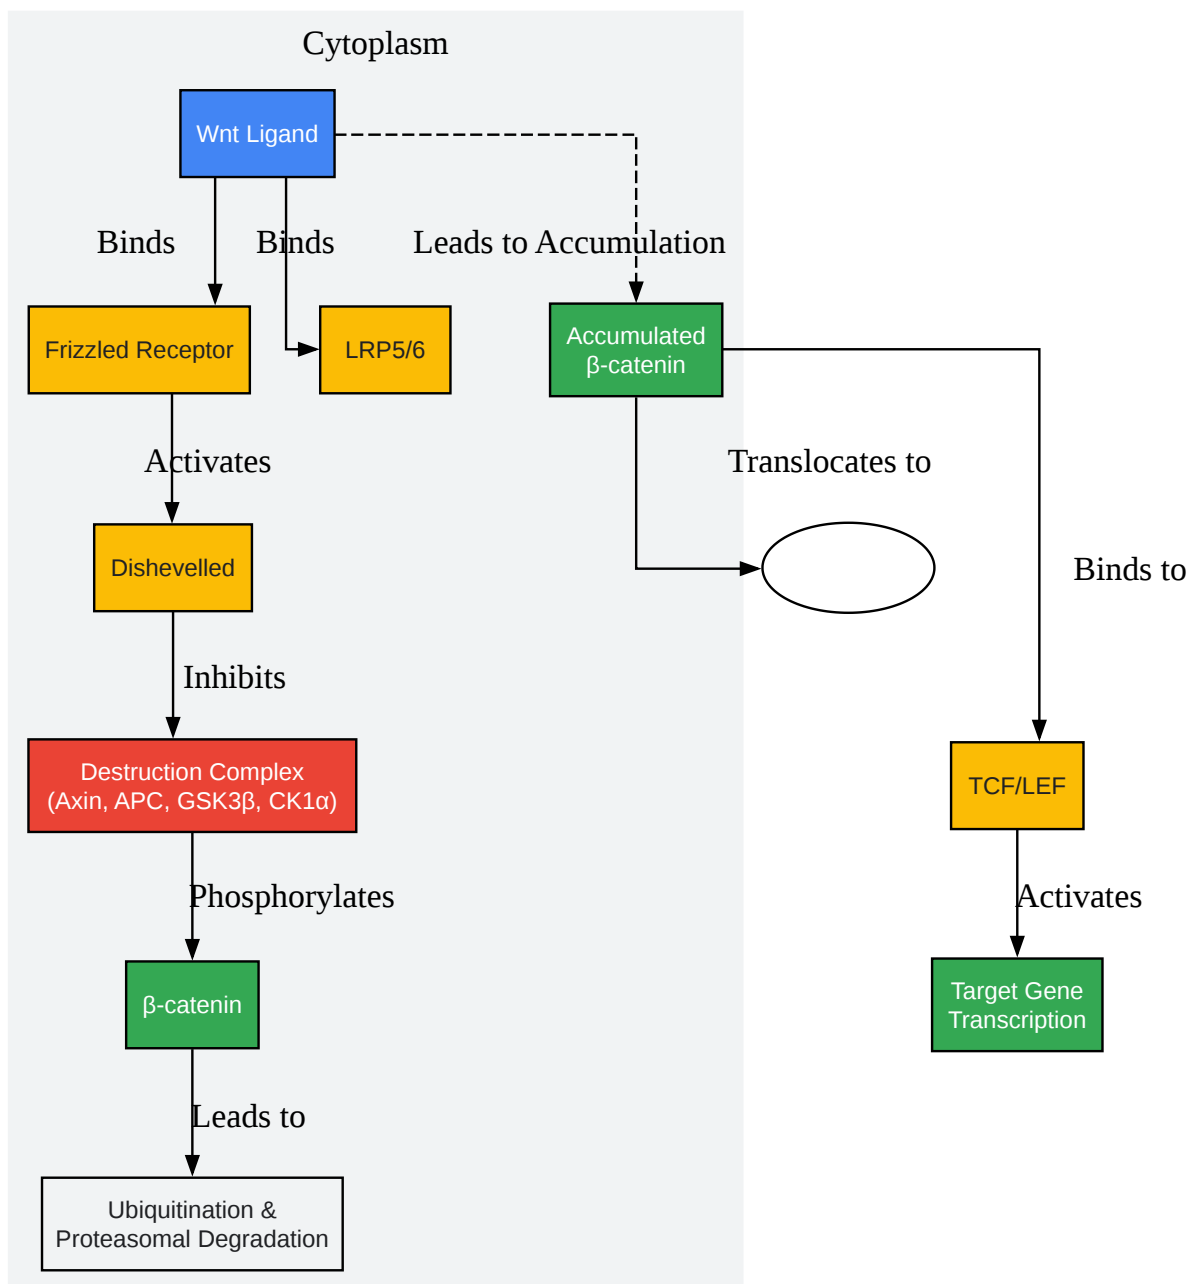 Cytoplasm
Wnt Ligand
Binds
Binds
Leads to Accumulation
Frizzled Receptor
LRP5/6
Accumulated
β-catenin
Activates
Translocates to
Dishevelled
Binds to
Inhibits
Destruction Complex
(Axin, APC, GSK3β, CK1α)
TCF/LEF
Phosphorylates
Activates
β-catenin
Target Gene
Transcription
Leads to
Ubiquitination &
Proteasomal Degradation